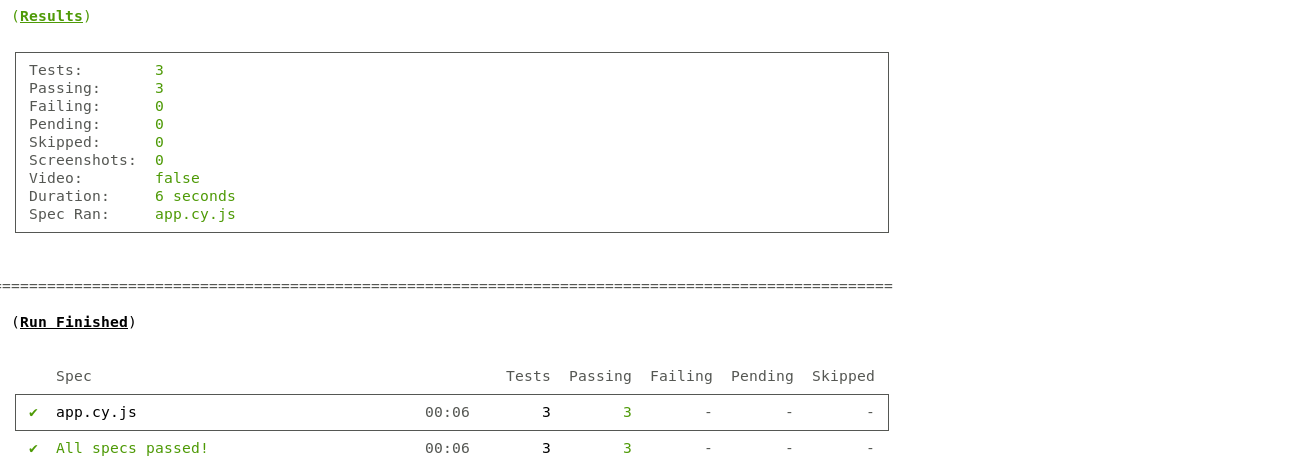 (Results)
Tests: 3
Passing: 3
Failing: 0
Pending: 0
Skipped: 0
Screenshots: 0
Video: false
Duration: 6 seconds
Spec Ran: app.cy.js
====================================================================================================
(Run Finished)
Spec Tests Passing Failing Pending Skipped
✔ app.cy.js 00:06 3 3 - - -
✔ All specs passed! 00:06 3 3 - - -